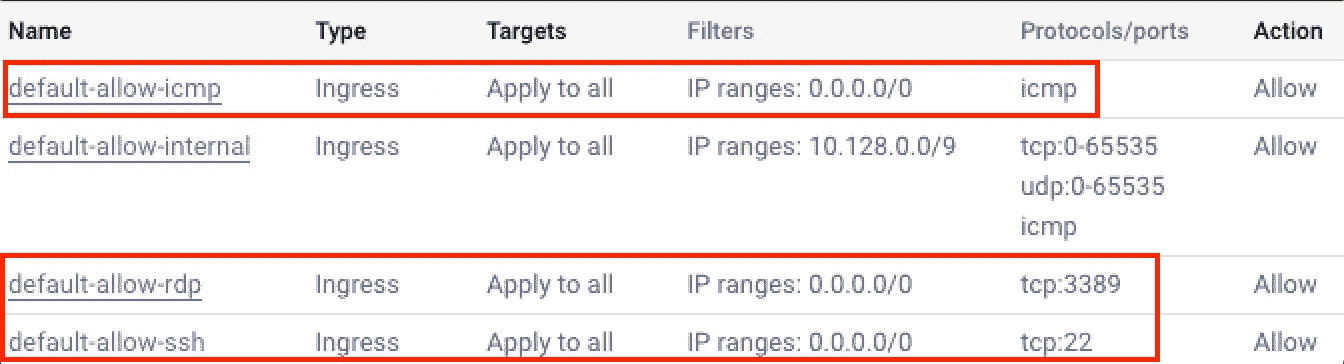 Name Type Targets Filters Protocols/ports Action
default-allow-icmp Ingress Apply to all IP ranges: 0.0.0.0/0 icmp Allow
default-allow-internal Ingress Apply to all IP ranges: 10.128.0.0/9 tcp:0-65535 Allow
udp:0-65535
icmp
default-allow-rdp Ingress Apply to all IP ranges: 0.0.0.0/0 tcp:3389 Allow
default-allow-ssh Ingress Apply to all IP ranges: 0.0.0.0/0 tcp:22 Allow